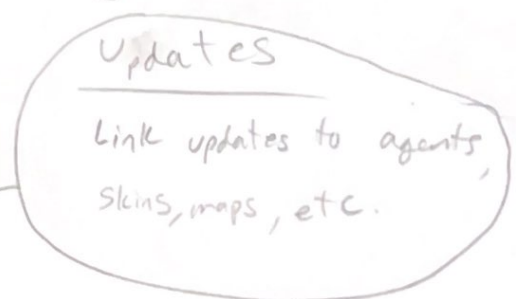 Updates
Link updates to agents,
skins, maps, etc.